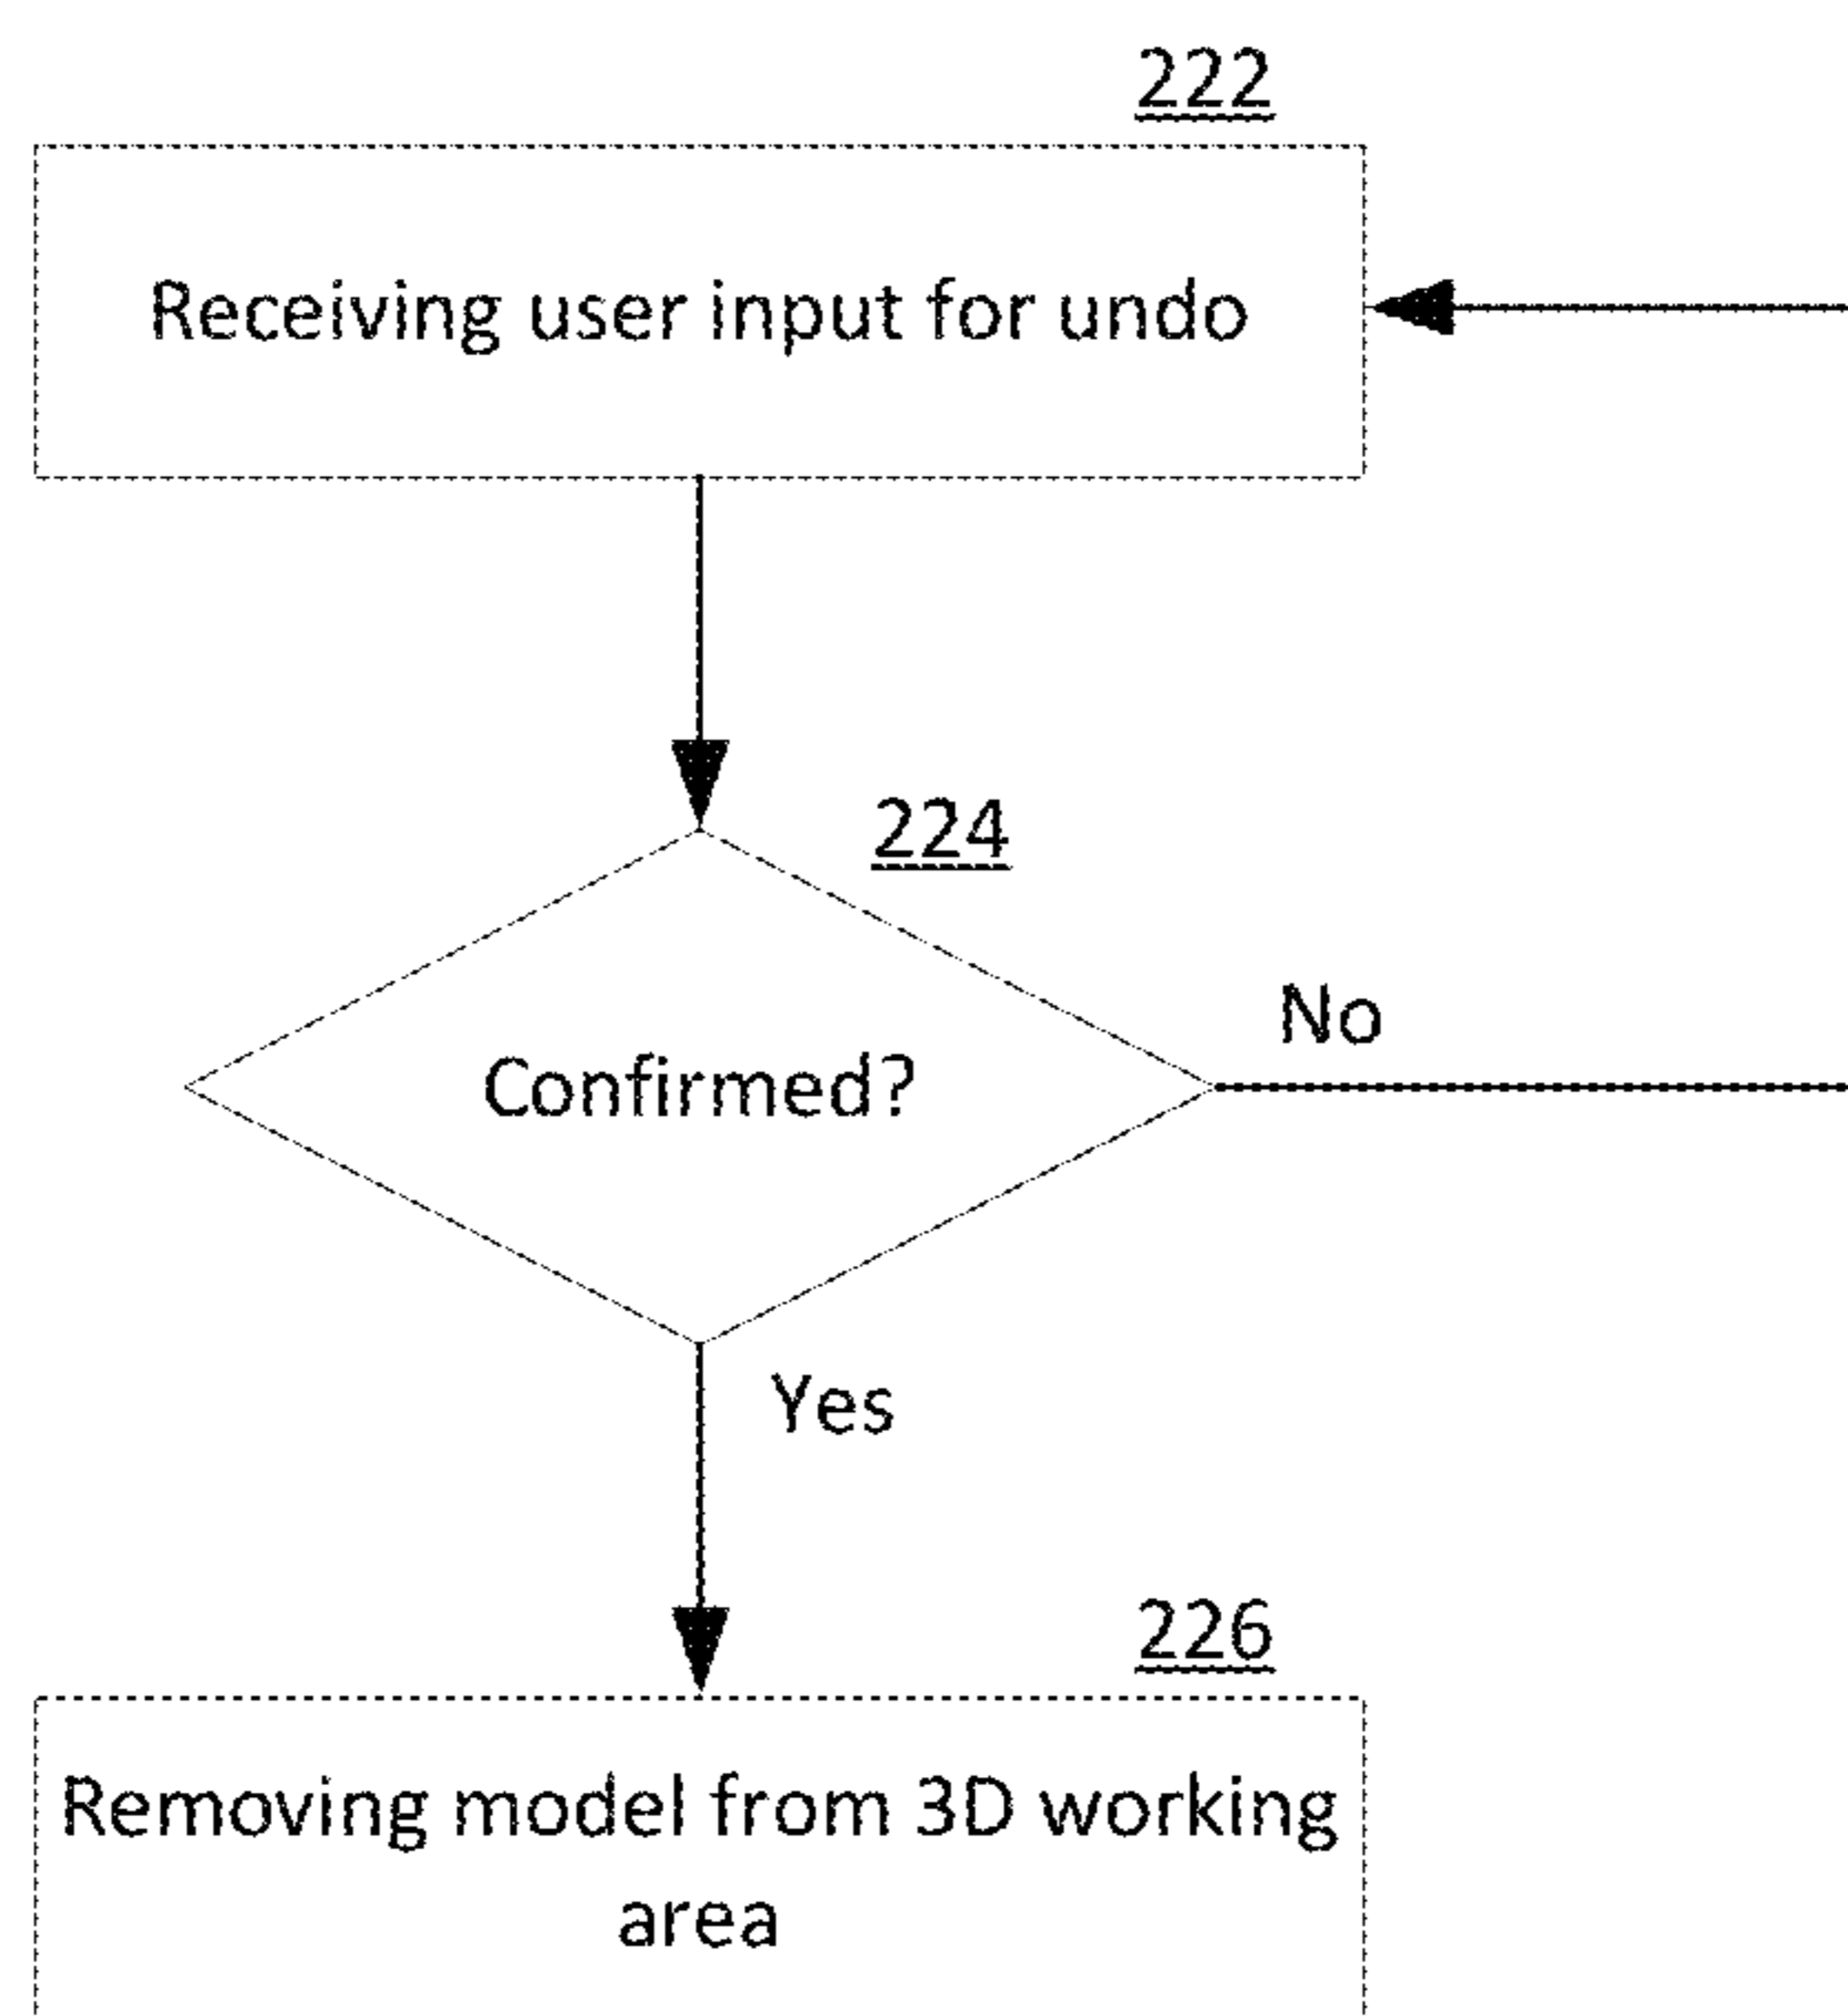 222
Receiving user input for undo
224
Confirmed?
No
Yes
226
Removing model from 3D working
area